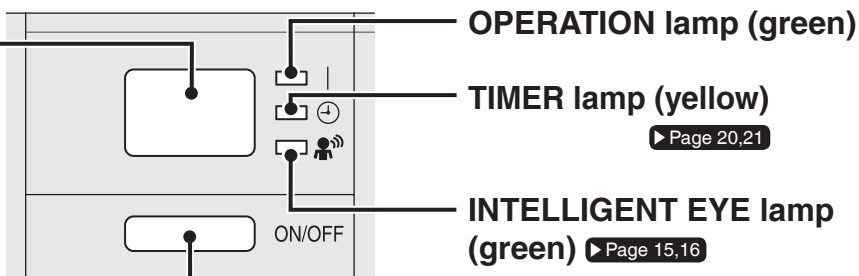 OPERATION lamp (green)
TIMER lamp (yellow)
Page 20,21
INTELLIGENT EYE lamp
(green) Page 15,16
ON/OFF